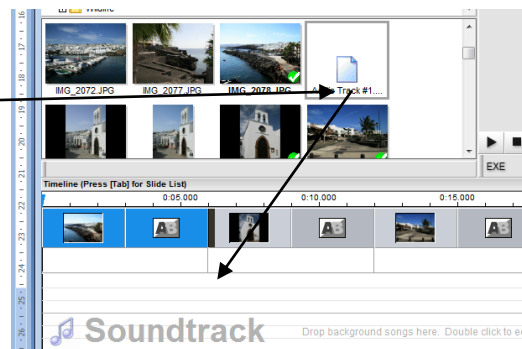 Wildlife
IMG_2072.JPG IMG_2077.JPG IMG_2078.JPG Track #1....
EXE
Timeline (Press [Tab] for Slide List)
0:05.000 0:10.000 0:15.000
AB AB AB
Soundtrack Drop background songs here. Double click to e
16 · 17 · 18 · 19 · 20 · 21 · 22 · 23 · 24 · 25 · 26